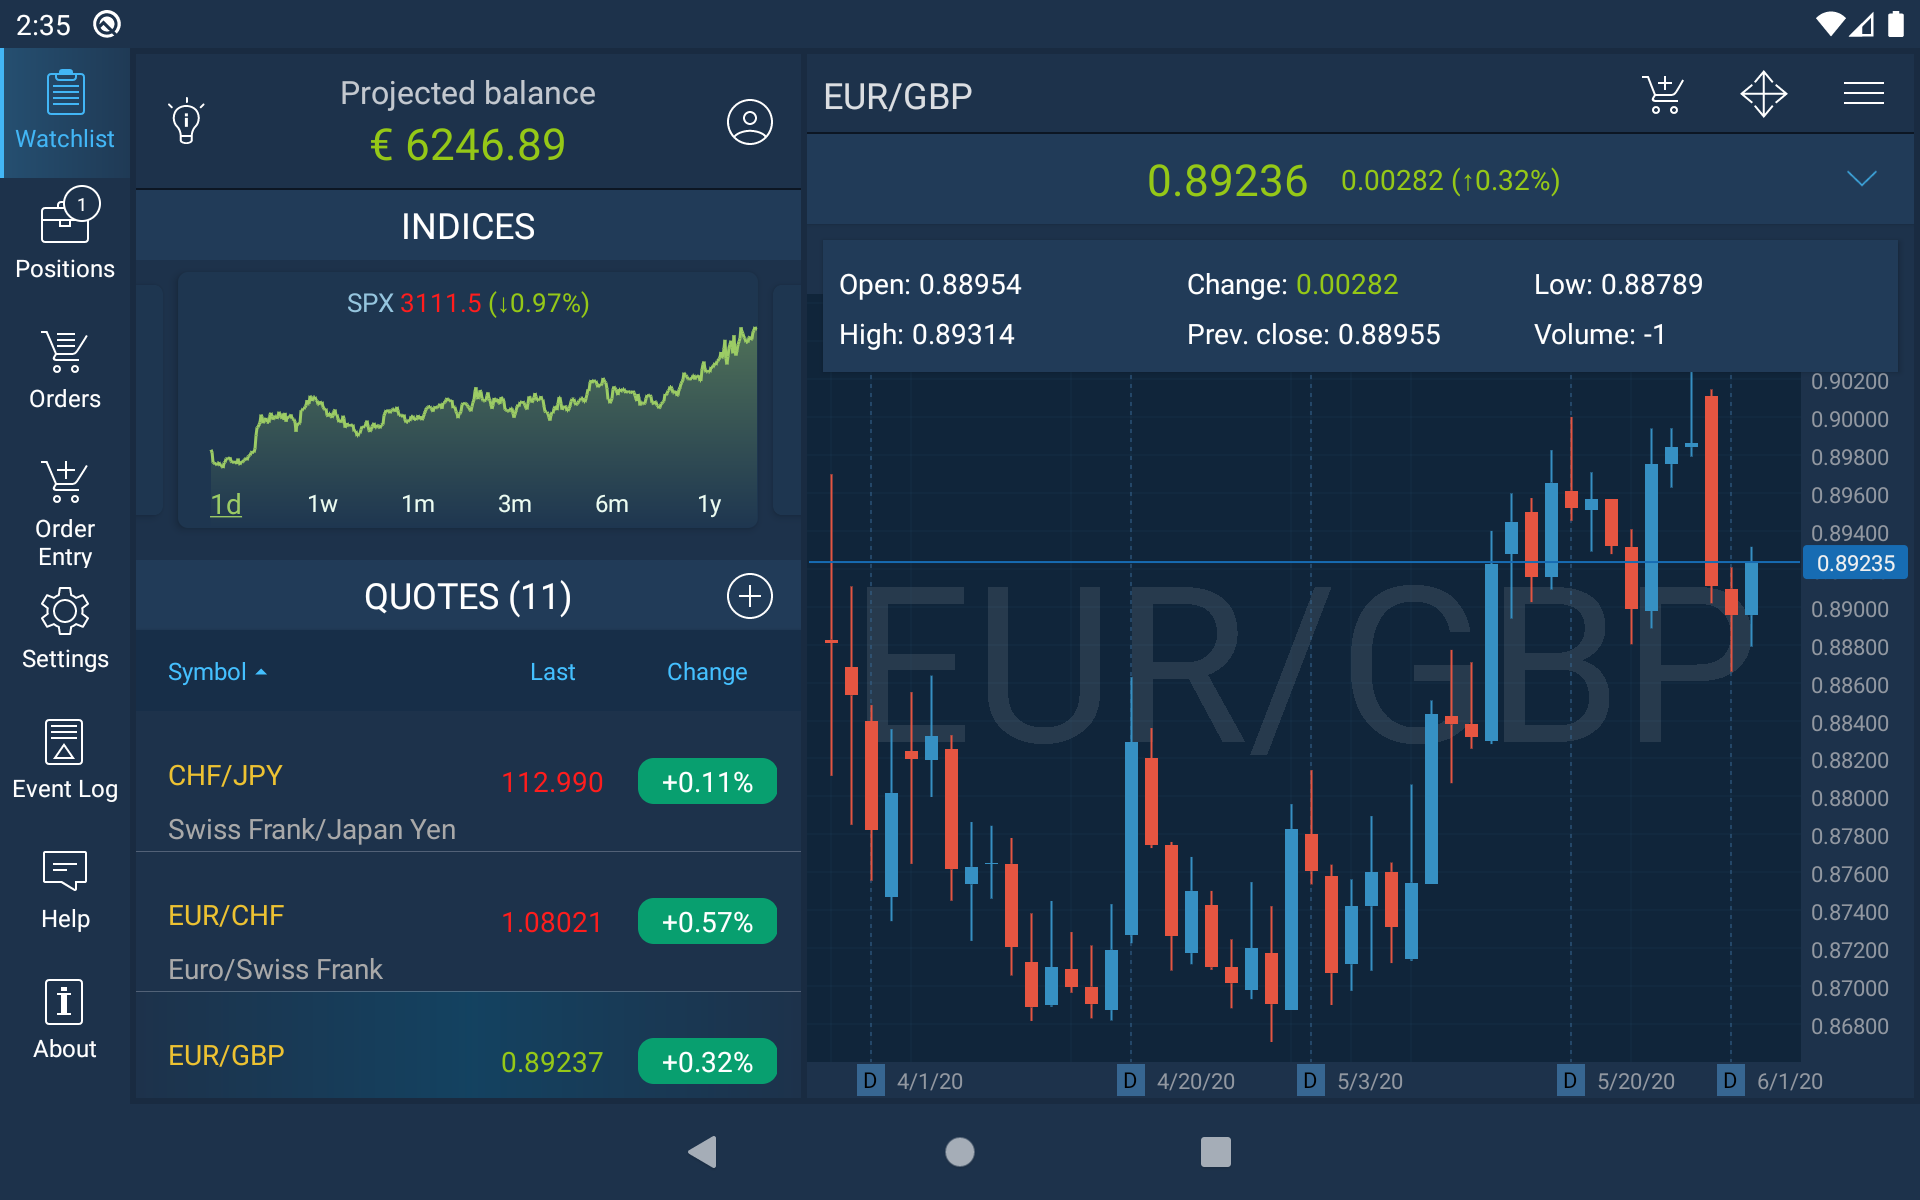 2:35
Watchlist
1
Positions
Orders
Order
Entry
Settings
Event Log
Help
About
Projected balance
€ 6246.89
INDICES
SPX 3111.5 (↓0.97%)
1d 1w 1m 3m 6m 1y
QUOTES (11)
Symbol Last Change
CHF/JPY 112.990 +0.11%
Swiss Frank/Japan Yen
EUR/CHF 1.08021 +0.57%
Euro/Swiss Frank
EUR/GBP 0.89237 +0.32%
EUR/GBP
0.89236 0.00282 (↑0.32%)
Open: 0.88954 Change: 0.00282 Low: 0.88789
High: 0.89314 Prev. close: 0.88955 Volume: -1
EUR/GBP
0.90200
0.90000
0.89800
0.89600
0.89400
0.89235
0.89000
0.88800
0.88600
0.88400
0.88200
0.88000
0.87800
0.87600
0.87400
0.87200
0.87000
0.86800
D 4/1/20 D 4/20/20 D 5/3/20 D 5/20/20 D 6/1/20